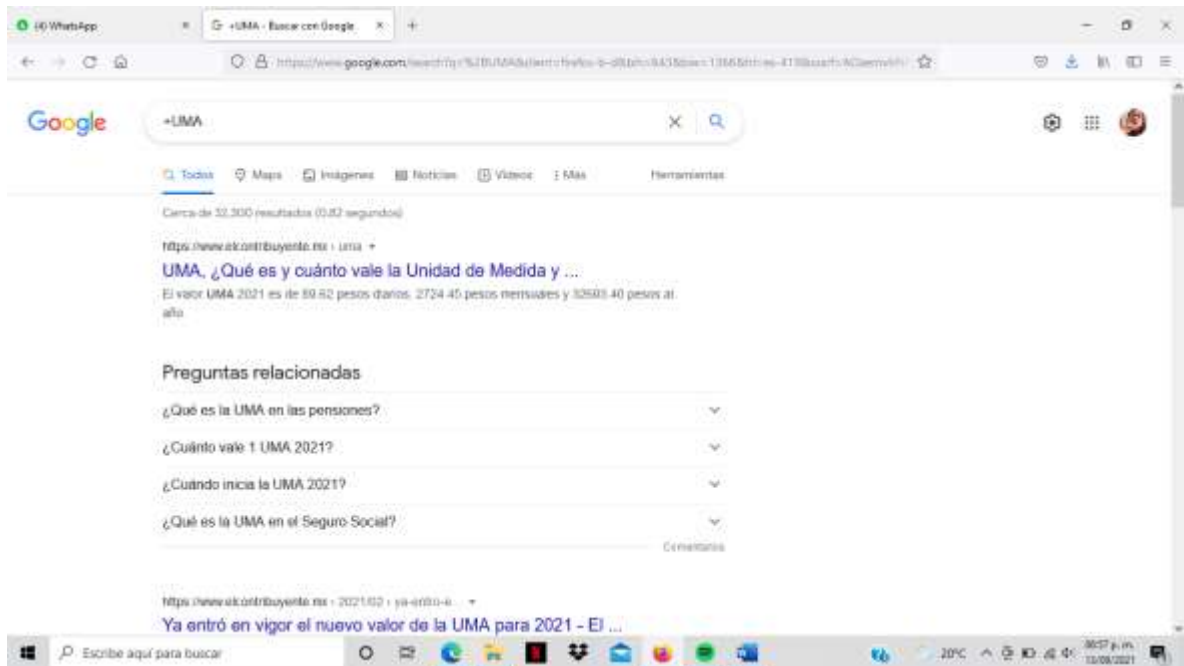 (4) WhatsApp
+UMA - Buscar con Google
Google
+UMA
Todos
Maps
Imágenes
Noticias
Videos
Más
Herramientas
Cerca de 32,300 resultados (0.82 segundos)
https://www.elcontribuyente.mx › uma
UMA, ¿Qué es y cuánto vale la Unidad de Medida y ...
El valor UMA 2021 es de 89.62 pesos diarios, 2724.45 pesos mensuales y 32693.40 pesos al
año
Preguntas relacionadas
¿Qué es la UMA en las pensiones?
¿Cuánto vale 1 UMA 2021?
¿Cuándo inicia la UMA 2021?
¿Qué es la UMA en el Seguro Social?
Comentarios
https://www.elcontribuyente.mx › 2021/02 › ya-entro-e...
Ya entró en vigor el nuevo valor de la UMA para 2021 - El ...
Escribe aquí para buscar
20°C